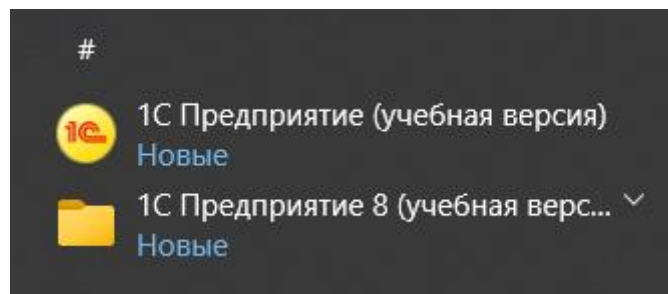 #
1С
1С Предприятие (учебная версия)
Новые
1С Предприятие 8 (учебная верс...
Новые